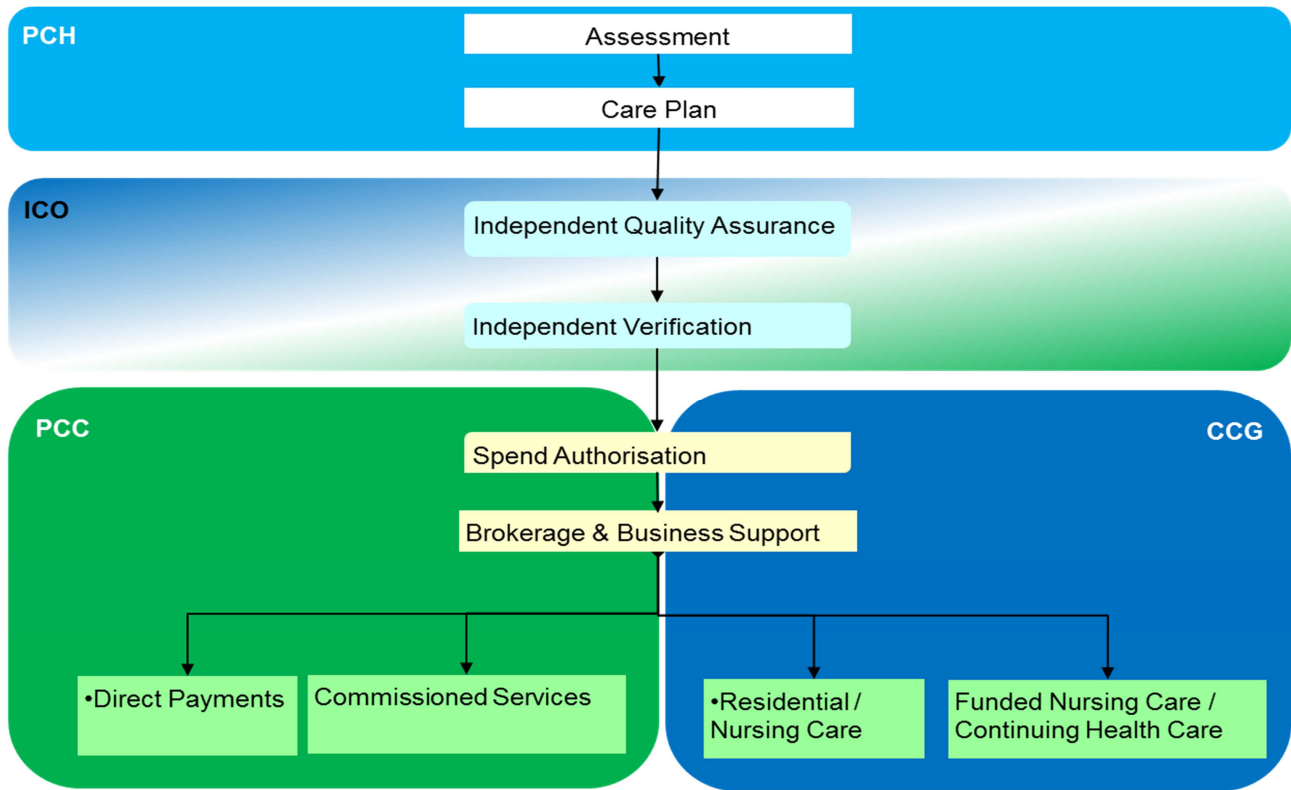 PCH
Assessment
Care Plan
ICO
Independent Quality Assurance
Independent Verification
PCC
CCG
Spend Authorisation
Brokerage & Business Support
•Direct Payments
Commissioned Services
•Residential /
Nursing Care
Funded Nursing Care /
Continuing Health Care